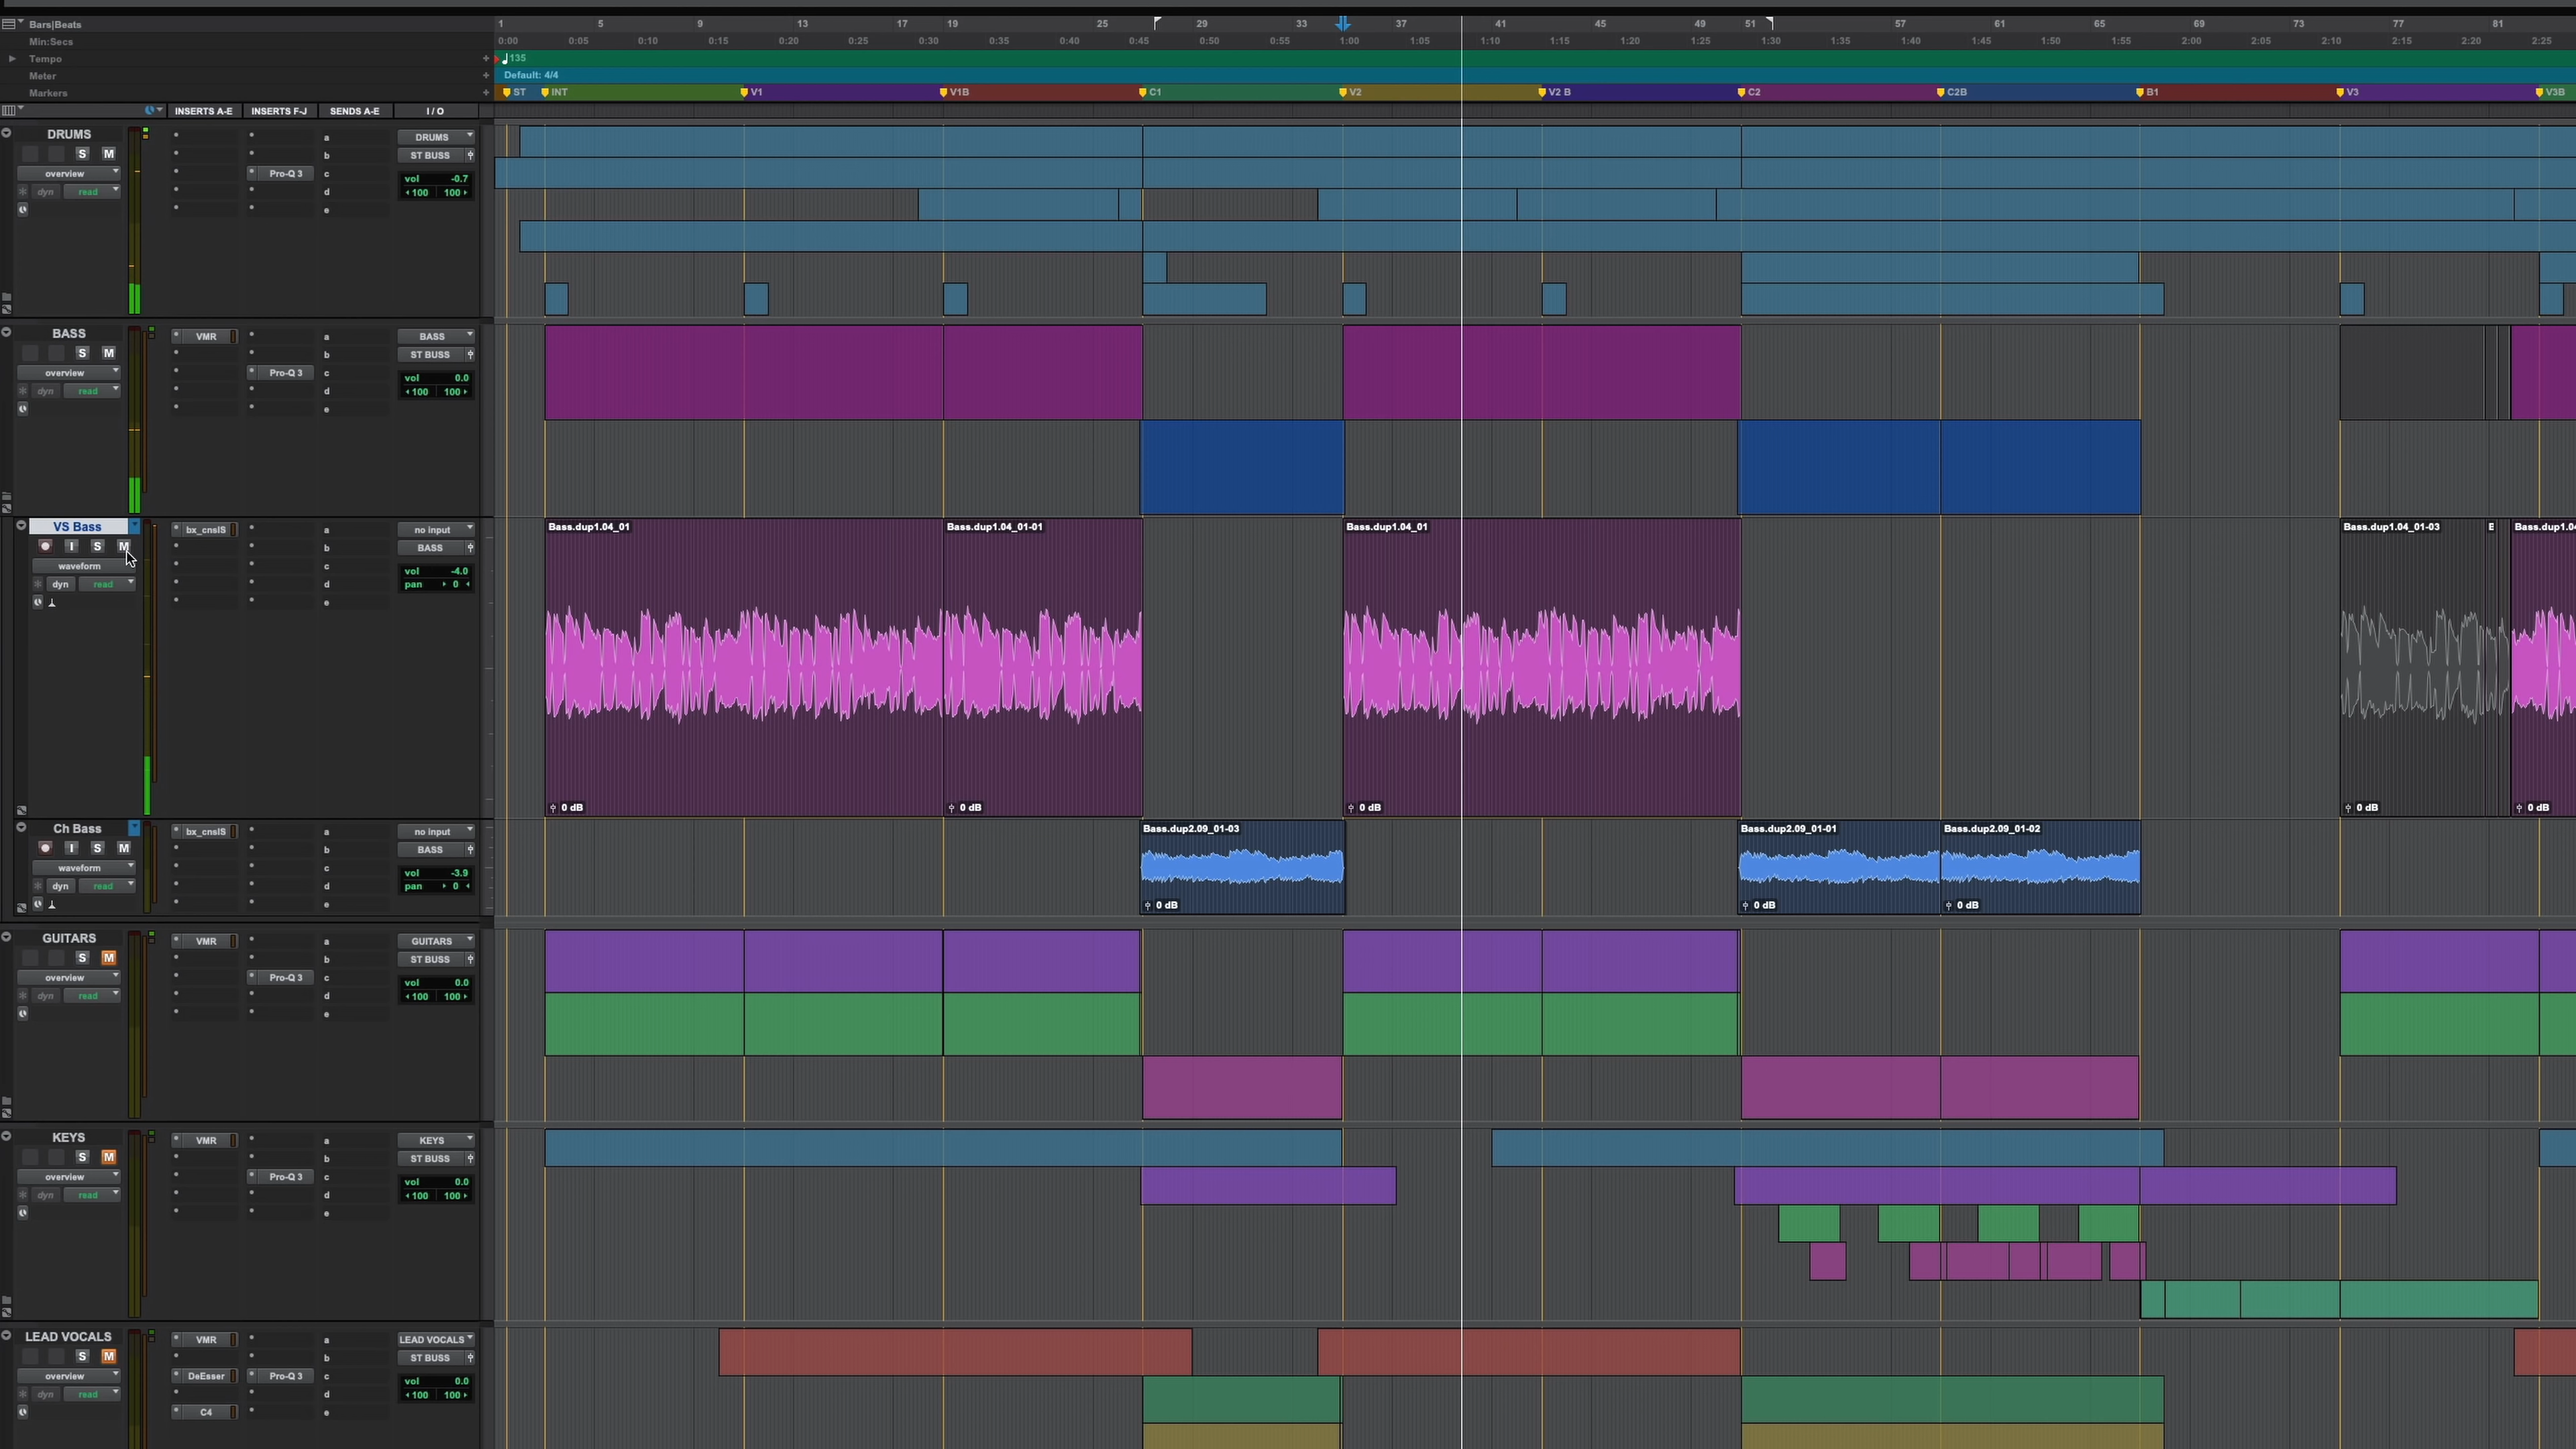 Bars|Beats 1 5 9 13 17 19 25 29 33 37 41 45 49 51 57 61 65 69 73 77 81
Min:Secs 0:00 0:05 0:10 0:15 0:20 0:25 0:30 0:35 0:40 0:45 0:50 0:55 1:00 1:05 1:10 1:15 1:20 1:25 1:30 1:35 1:40 1:45 1:50 1:55 2:00 2:05 2:10 2:15 2:20 2:25
Tempo + 135
Meter + Default: 4/4
Markers + ST INT V1 V1B C1 V2 V2 B C2 C2B B1 V3 V3B
INSERTS A-E INSERTS F-J SENDS A-E I / O
DRUMS a DRUMS
S M b ST BUSS
overview Pro-Q 3 c vol -0.7
dyn read d 100 100
e
BASS VMR a BASS
S M b ST BUSS
overview Pro-Q 3 c vol 0.0
dyn read d 100 100
e
VS Bass bx_cnslS a no input Bass.dup1.04_01 Bass.dup1.04_01-01 Bass.dup1.04_01 Bass.dup1.04_01-03 E Bass.dup1.04
I S M b BASS
waveform c vol -4.0
dyn read d pan 0
e
0 dB 0 dB 0 dB 0 dB 0 dB
Ch Bass bx_cnslS a no input Bass.dup2.09_01-03 Bass.dup2.09_01-01 Bass.dup2.09_01-02
I S M b BASS
waveform c vol -3.9
dyn read d pan 0
e 0 dB 0 dB 0 dB
GUITARS VMR a GUITARS
S M b ST BUSS
overview Pro-Q 3 c vol 0.0
dyn read d 100 100
e
KEYS VMR a KEYS
S M b ST BUSS
overview Pro-Q 3 c vol 0.0
dyn read d 100 100
e
LEAD VOCALS VMR a LEAD VOCALS
S M b ST BUSS
overview DeEsser Pro-Q 3 c vol 0.0
dyn read d 100 100
C4 e